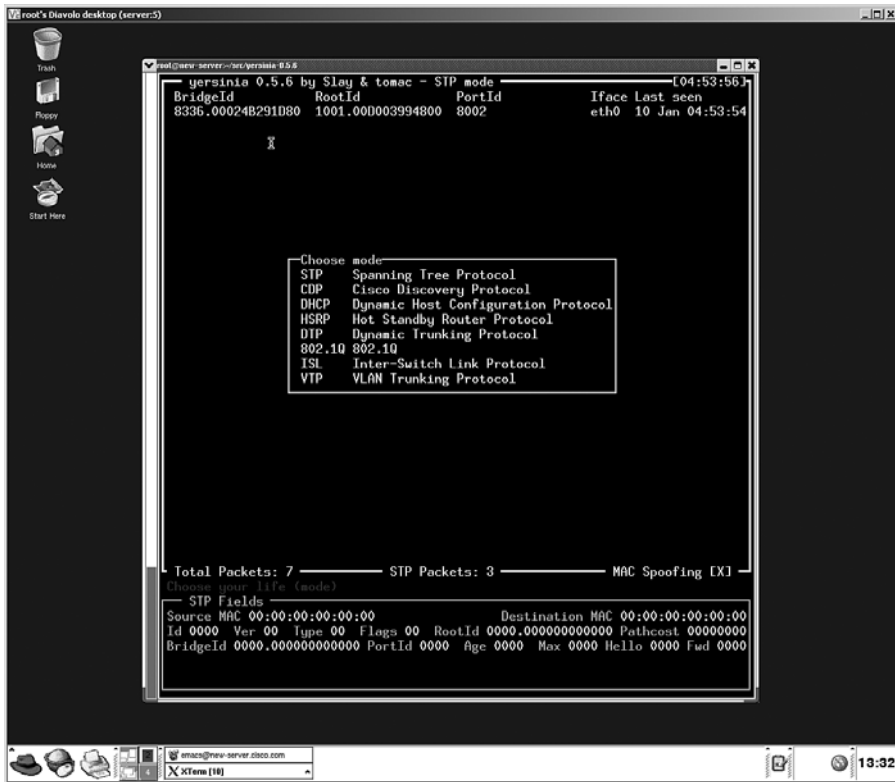 root's Diavolo desktop (server:5)
Trash
Floppy
Home
Start Here
root@new-server:~/src/yersinia-0.5.6
yersinia 0.5.6 by Slay & tomac - STP mode [04:53:56]
BridgeId RootId PortId Iface Last seen
8336.00024B291D80 1001.00D003994800 8002 eth0 10 Jan 04:53:54
Choose mode
STP Spanning Tree Protocol
CDP Cisco Discovery Protocol
DHCP Dynamic Host Configuration Protocol
HSRP Hot Standby Router Protocol
DTP Dynamic Trunking Protocol
802.1Q 802.1Q
ISL Inter-Switch Link Protocol
VTP VLAN Trunking Protocol
Total Packets: 7 STP Packets: 3 MAC Spoofing [X]
Choose your life (mode)
STP Fields
Source MAC 00:00:00:00:00:00 Destination MAC 00:00:00:00:00:00
Id 0000 Ver 00 Type 00 Flags 00 RootId 0000.000000000000 Pathcost 00000000
BridgeId 0000.000000000000 PortId 0000 Age 0000 Max 0000 Hello 0000 Fwd 0000
emacs@new-server.cisco.com
XTerm [10]
4
13:32